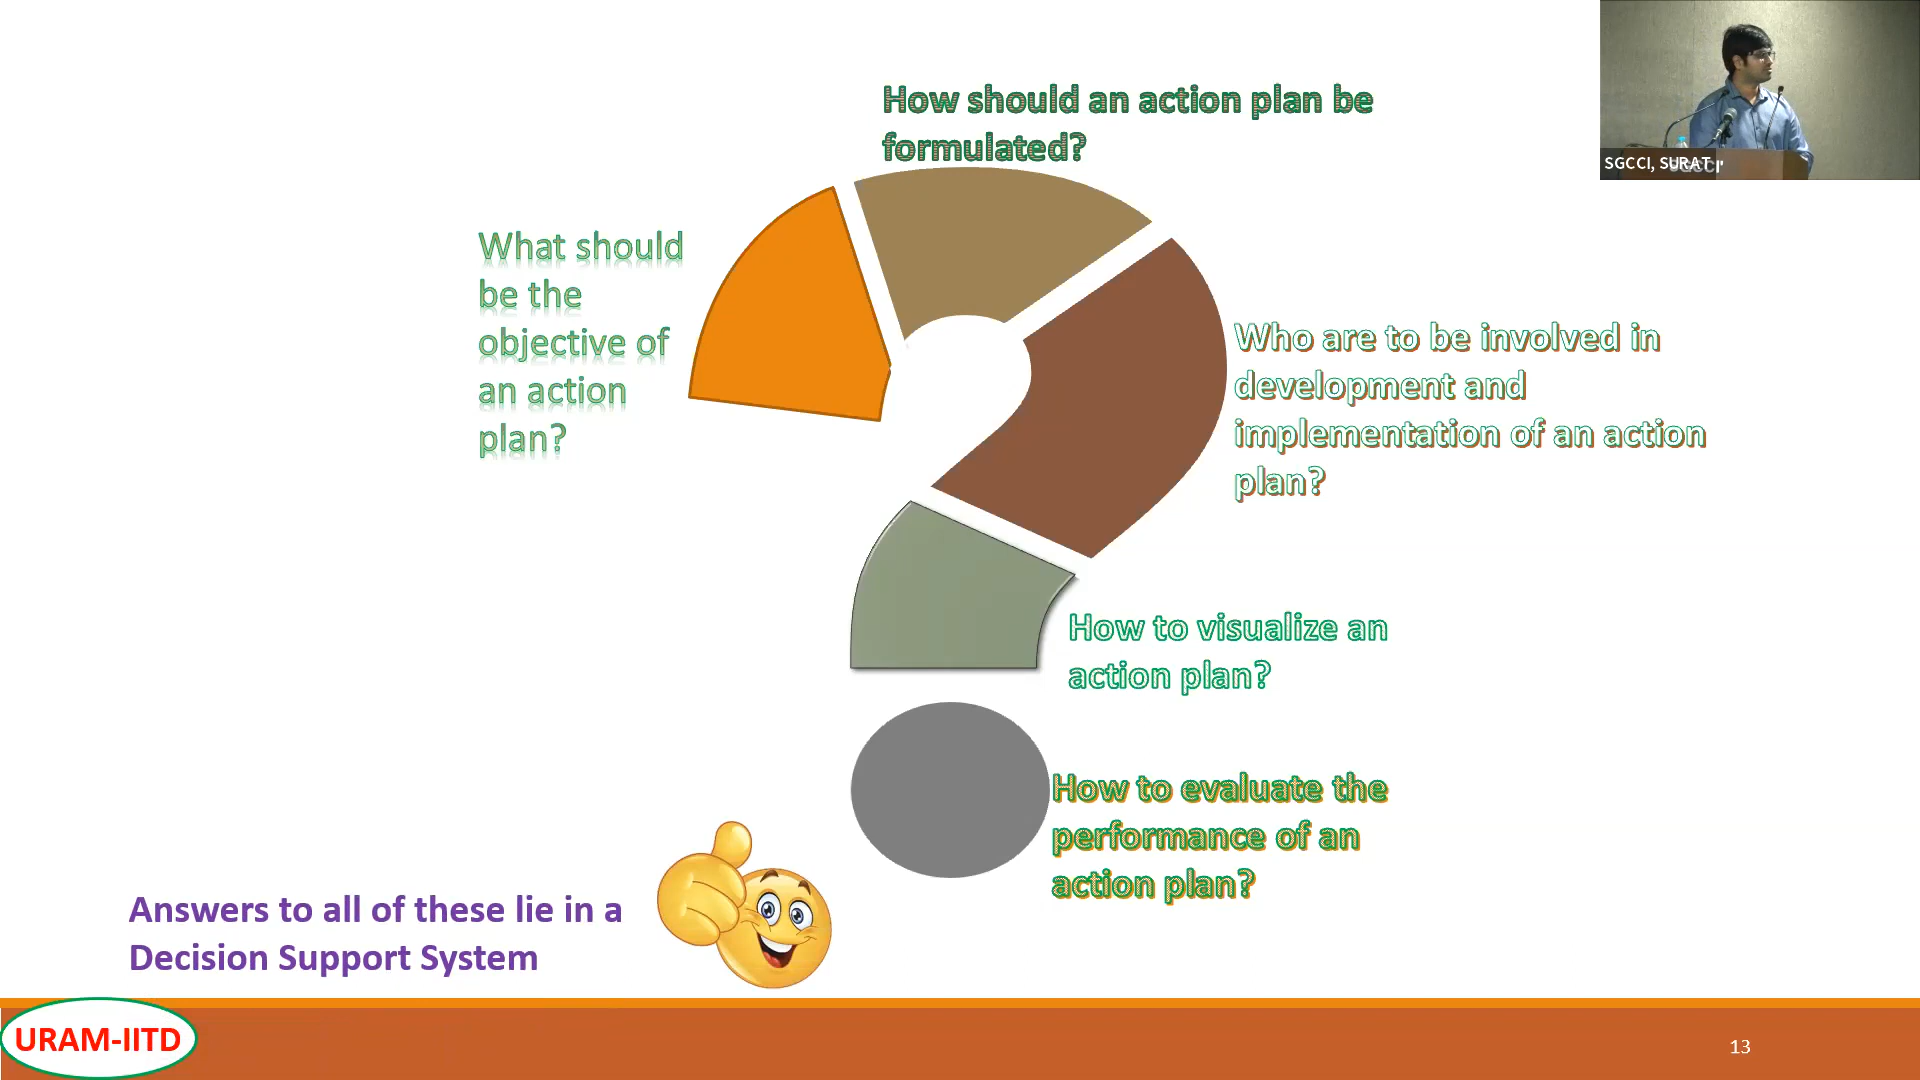 How should an action plan be
formulated?
What should
be the
objective of
an action
plan?
Who are to be involved in
development and
implementation of an action
plan?
How to visualize an
action plan?
How to evaluate the
performance of an
action plan?
Answers to all of these lie in a
Decision Support System
SGCCI, SURAT
SGCCI
URAM-IITD
13